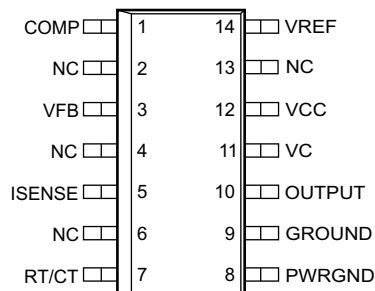 COMP 1 14 VREF
NC 2 13 NC
VFB 3 12 VCC
NC 4 11 VC
ISENSE 5 10 OUTPUT
NC 6 9 GROUND
RT/CT 7 8 PWRGND